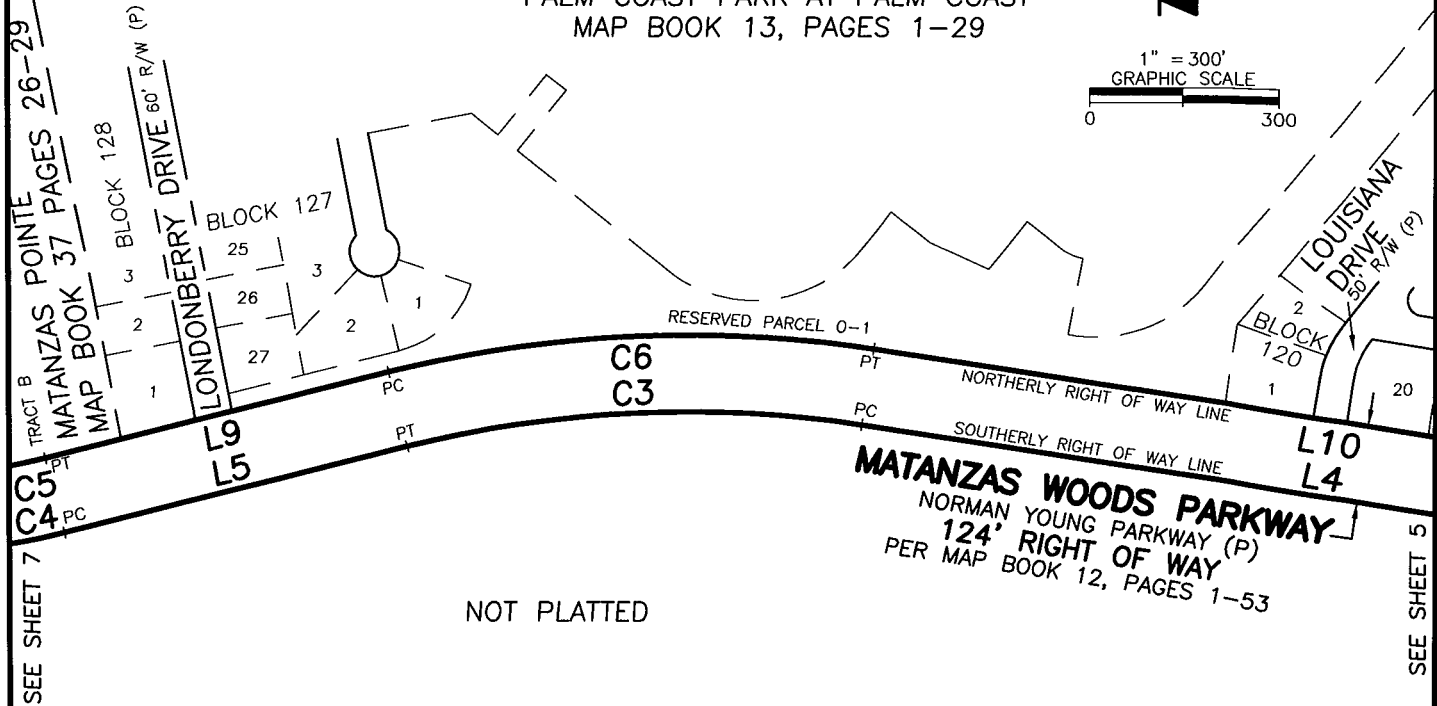 PALM COAST PARK AT PALM COAST
MAP BOOK 13, PAGES 1-29
1" = 300'
GRAPHIC SCALE
0 300
TRACT B
MATANZAS POINTE
MAP BOOK 37 PAGES 26-29
BLOCK 128
3
2
1
LONDONBERRY DRIVE 60' R/W (P)
BLOCK 127
25
26
27
3
2
1
RESERVED PARCEL 0-1
LOUISIANA
DRIVE
50' R/W (P)
2
BLOCK
120
1
20
PC
C6
C3
PT
NORTHERLY RIGHT OF WAY LINE
L9
L5
PT
PC
SOUTHERLY RIGHT OF WAY LINE
L10
L4
PT
C5
C4
PC
MATANZAS WOODS PARKWAY
NORMAN YOUNG PARKWAY (P)
124' RIGHT OF WAY
PER MAP BOOK 12, PAGES 1-53
NOT PLATTED
SEE SHEET 7
SEE SHEET 5